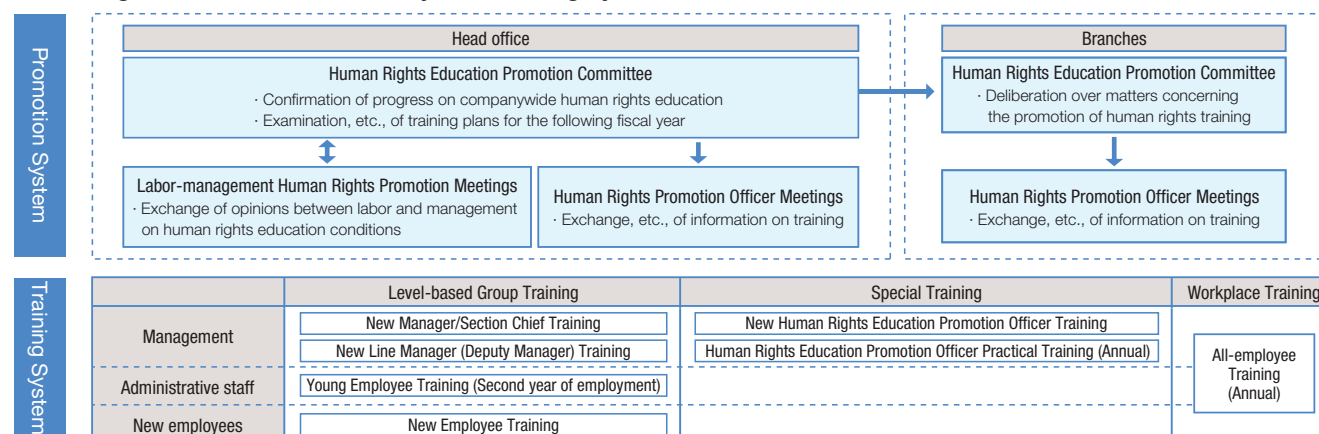 Promotion System
Head office
Human Rights Education Promotion Committee
· Confirmation of progress on companywide human rights education
· Examination, etc., of training plans for the following fiscal year
Labor-management Human Rights Promotion Meetings
· Exchange of opinions between labor and management
on human rights education conditions
Human Rights Promotion Officer Meetings
· Exchange, etc., of information on training
Branches
Human Rights Education Promotion Committee
· Deliberation over matters concerning
the promotion of human rights training
Human Rights Promotion Officer Meetings
· Exchange, etc., of information on training
Training System
Level-based Group Training
Special Training
Workplace Training
Management
New Manager/Section Chief Training
New Line Manager (Deputy Manager) Training
New Human Rights Education Promotion Officer Training
Human Rights Education Promotion Officer Practical Training (Annual)
All-employee
Training
(Annual)
Administrative staff
Young Employee Training (Second year of employment)
New employees
New Employee Training